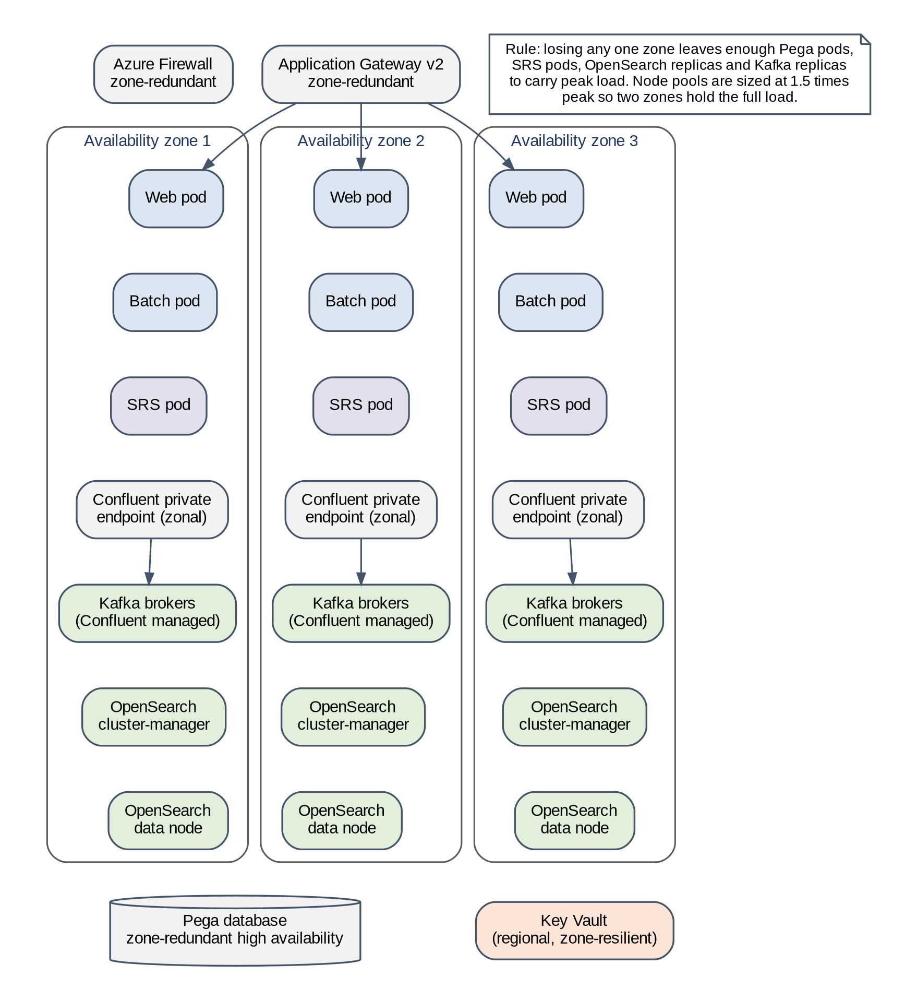 Azure Firewall
zone-redundant
Application Gateway v2
zone-redundant
Rule: losing any one zone leaves enough Pega pods,
SRS pods, OpenSearch replicas and Kafka replicas
to carry peak load. Node pools are sized at 1.5 times
peak so two zones hold the full load.
Availability zone 1
Web pod
Batch pod
SRS pod
Confluent private
endpoint (zonal)
Kafka brokers
(Confluent managed)
OpenSearch
cluster-manager
OpenSearch
data node
Availability zone 2
Web pod
Batch pod
SRS pod
Confluent private
endpoint (zonal)
Kafka brokers
(Confluent managed)
OpenSearch
cluster-manager
OpenSearch
data node
Availability zone 3
Web pod
Batch pod
SRS pod
Confluent private
endpoint (zonal)
Kafka brokers
(Confluent managed)
OpenSearch
cluster-manager
OpenSearch
data node
Pega database
zone-redundant high availability
Key Vault
(regional, zone-resilient)